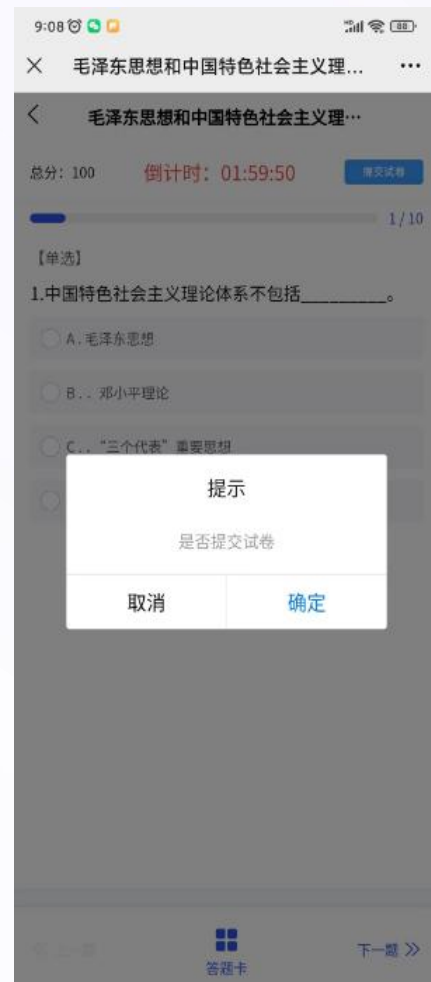 9:08
88
毛泽东思想和中国特色社会主义理...
毛泽东思想和中国特色社会主义理…
总分：100
倒计时：01:59:50
提交试卷
1/10
【单选】
1.中国特色社会主义理论体系不包括_________。
A.毛泽东思想
B.. 邓小平理论
C.. “三个代表”重要思想
提示
是否提交试卷
取消
确定
答题卡
下一题